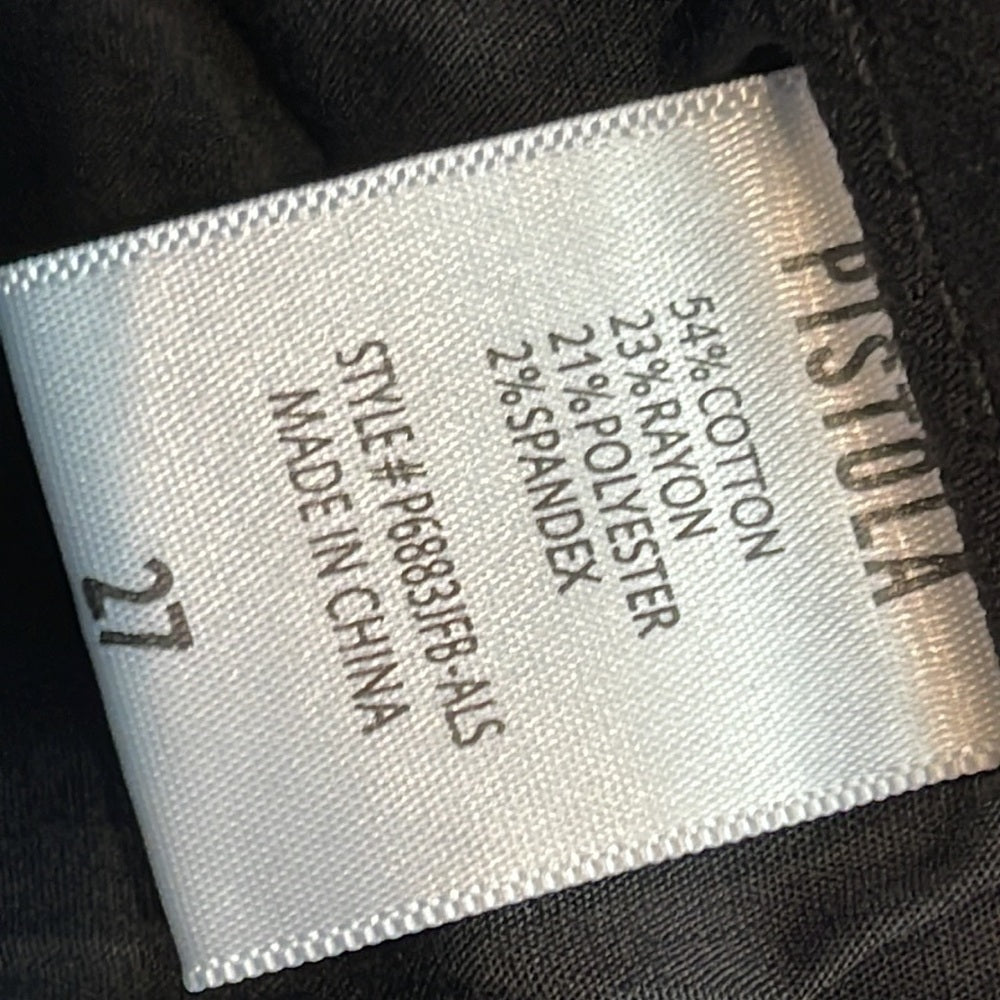 PISTOLA
54%COTTON
23%RAYON
21%POLYESTER
2%SPANDEX
STYLE#P6883JFB-ALS
MADE IN CHINA
27